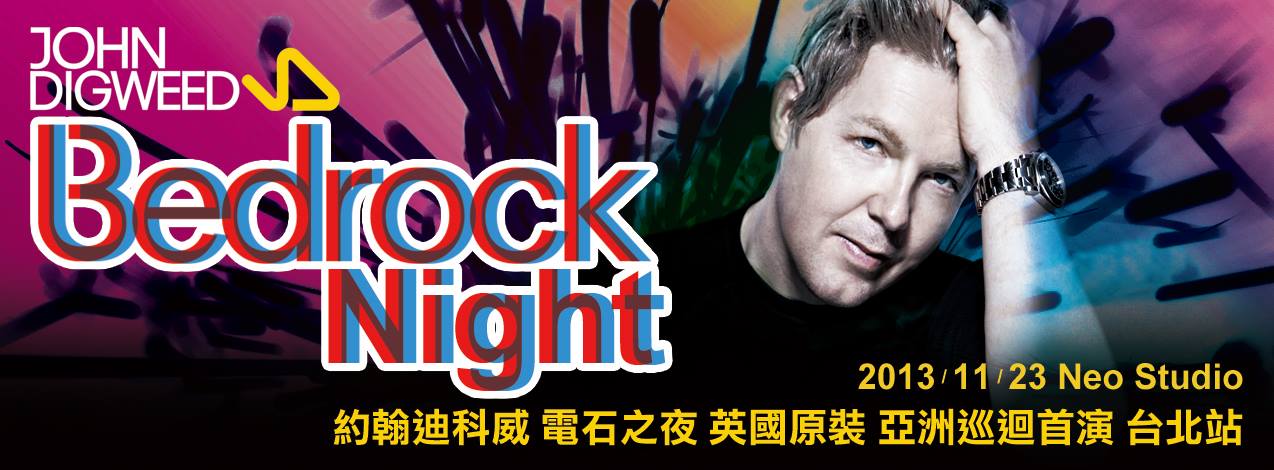 JOHN
DIGWEED
Bedrock
Night
2013/11/23 Neo Studio
約翰迪科威 電石之夜 英國原裝 亞洲巡迴首演 台北站